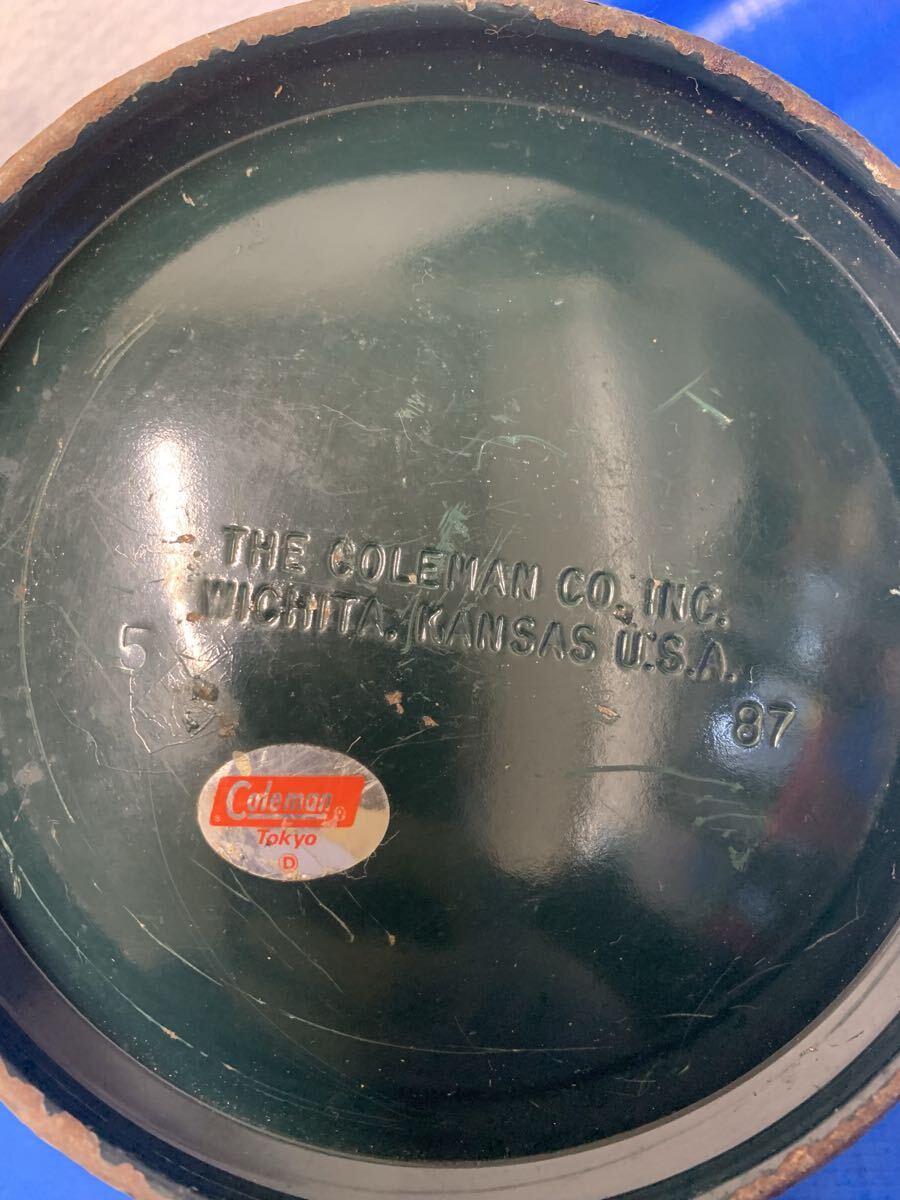 THE COLEMAN CO., INC.
WICHITA, KANSAS U.S.A.
5
87
Coleman ®
Tokyo
D